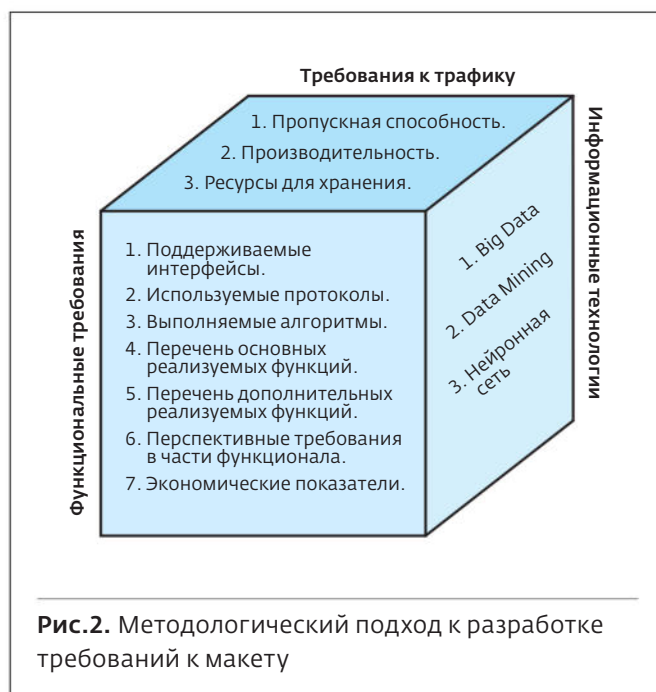 Требования к трафику
1. Пропускная способность.
2. Производительность.
3. Ресурсы для хранения.
Функциональные требования
1. Поддерживаемые
интерфейсы.
2. Используемые протоколы.
3. Выполняемые алгоритмы.
4. Перечень основных
реализуемых функций.
5. Перечень дополнительных
реализуемых функций.
6. Перспективные требования
в части функционала.
7. Экономические показатели.
1. Big Data
2. Data Mining
3. Нейронная
сеть
Информационные технологии
Рис.2. Методологический подход к разработке
требований к макету